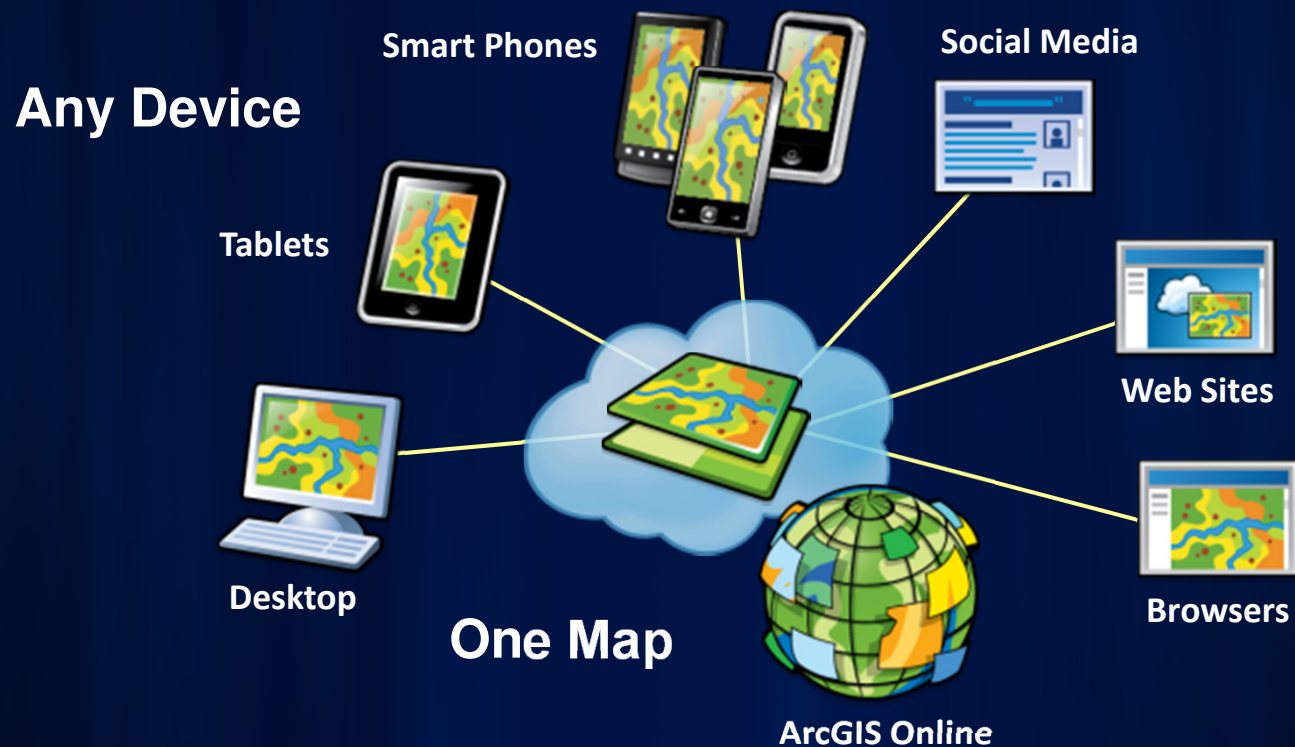 Smart Phones
Social Media
Any Device
Tablets
Web Sites
Desktop
Browsers
One Map
ArcGIS Online